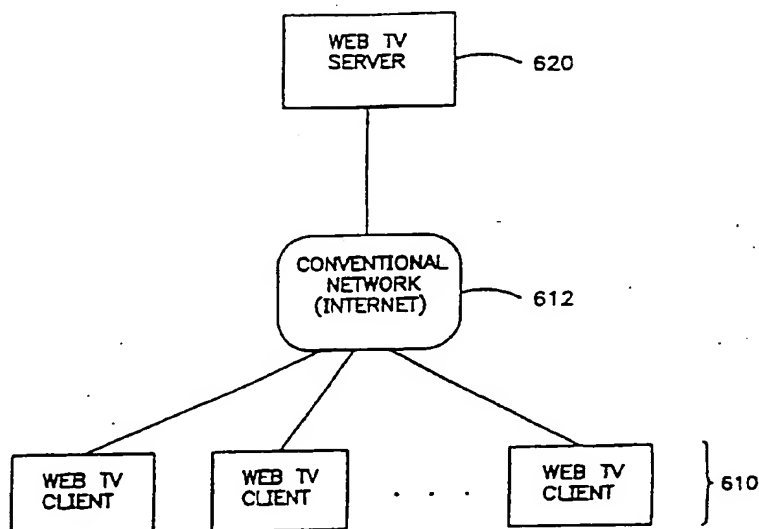 WEB TV
SERVER
620
CONVENTIONAL
NETWORK
(INTERNET)
612
WEB TV
CLIENT
WEB TV
CLIENT
. . . .
WEB TV
CLIENT
610